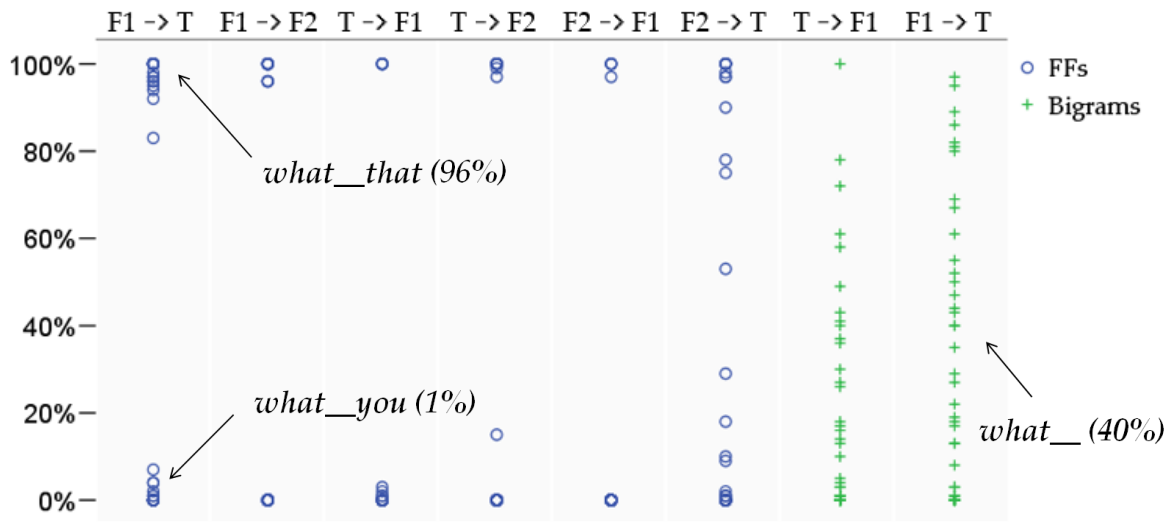 F1 -> T F1 -> F2 T -> F1 T -> F2 F2 -> F1 F2 -> T T -> F1 F1 -> T
100%
FFs
Bigrams
80%
what__that (96%)
60%
40%
what__you (1%)
20%
what__ (40%)
0%